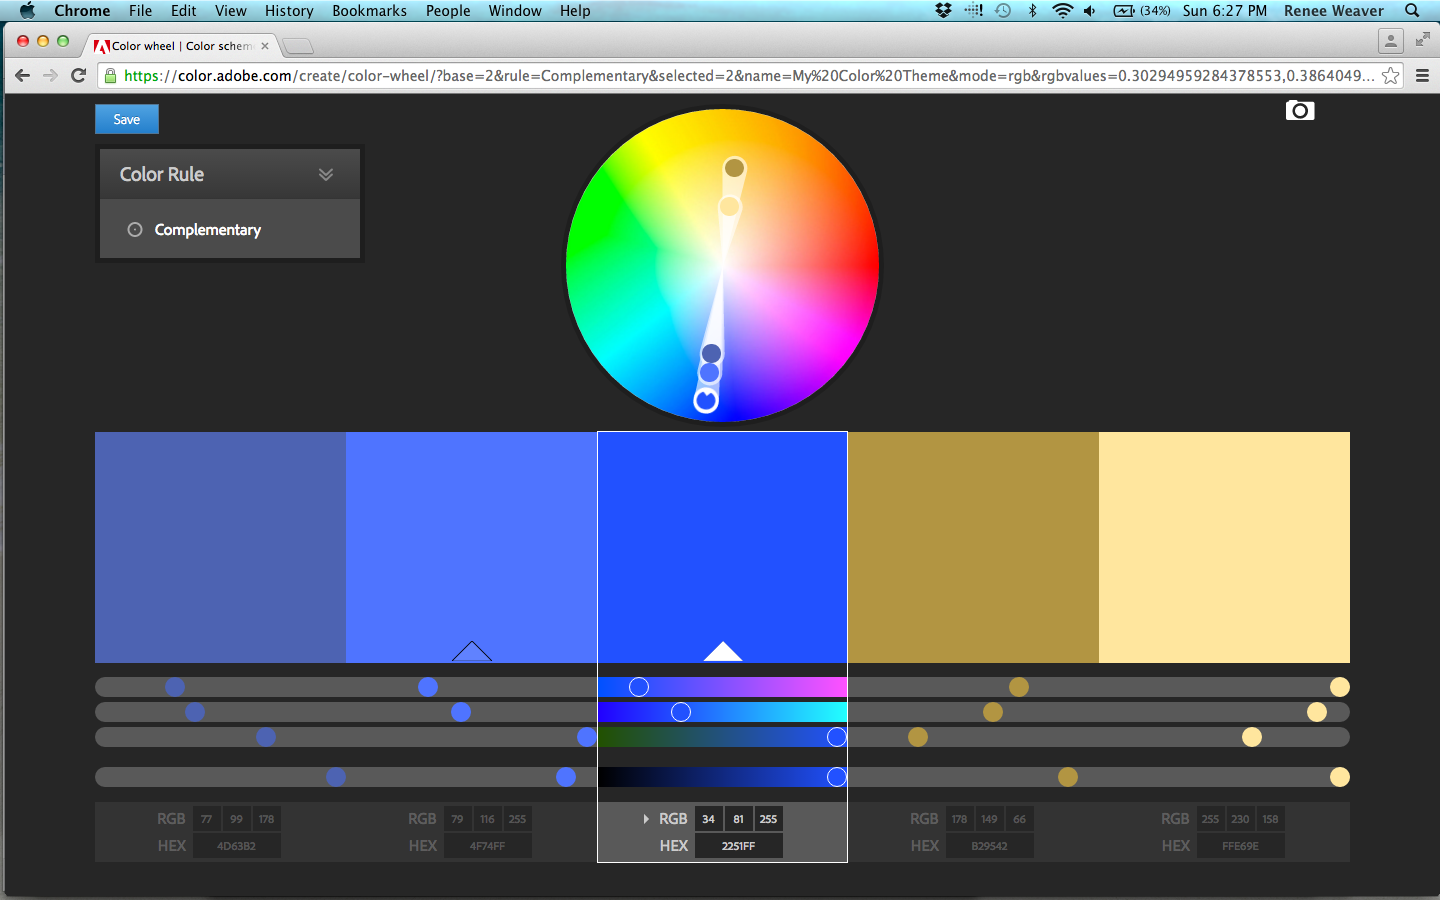 Chrome File Edit View History Bookmarks People Window Help (34%) Sun 6:27 PM Renee Weaver
Color wheel | Color schem
https://color.adobe.com/create/color-wheel/?base=2&rule=Complementary&selected=2&name=My%20Color%20Theme&mode=rgb&rgbvalues=0.30294959284378553,0.3864049...
Save
Color Rule
Complementary
RGB 77 99 178 RGB 79 116 255 RGB 34 81 255 RGB 178 149 66 RGB 255 230 158
HEX 4D63B2 HEX 4F74FF HEX 2251FF HEX B29542 HEX FFE69E